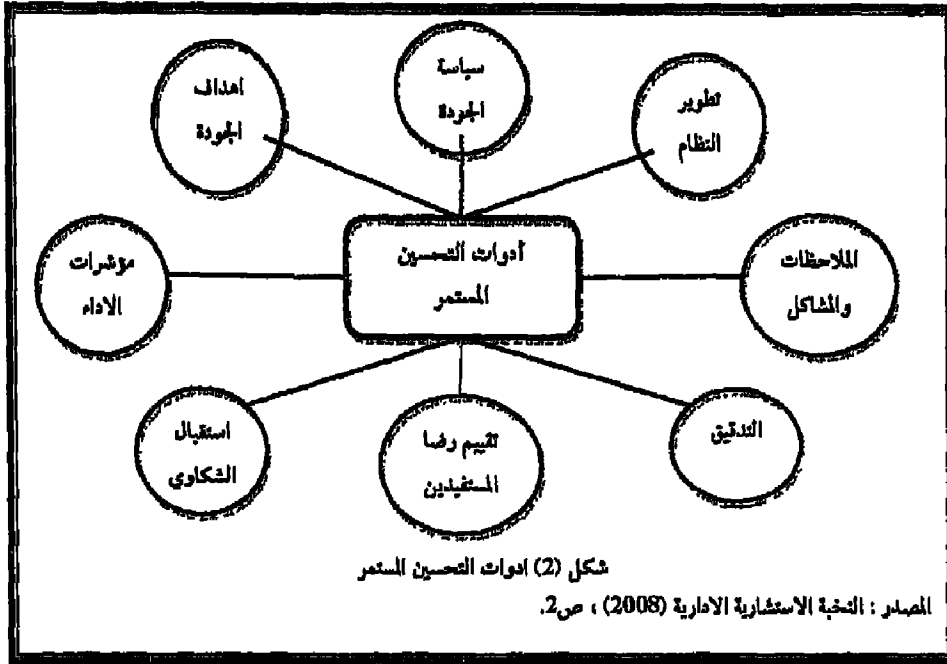 سياسة
الجودة
تطوير
النظام
اهداف
الجودة
أدوات التحسين
المستمر
الملاحظات
والمشاكل
مؤشرات
الاداء
التدقيق
تقييم رضا
المستفيدين
استقبال
الشكاوي
شكل (2) ادوات التحسين المستمر
المصدر : النخبة الاستشارية الادارية (2008) ، ص2.